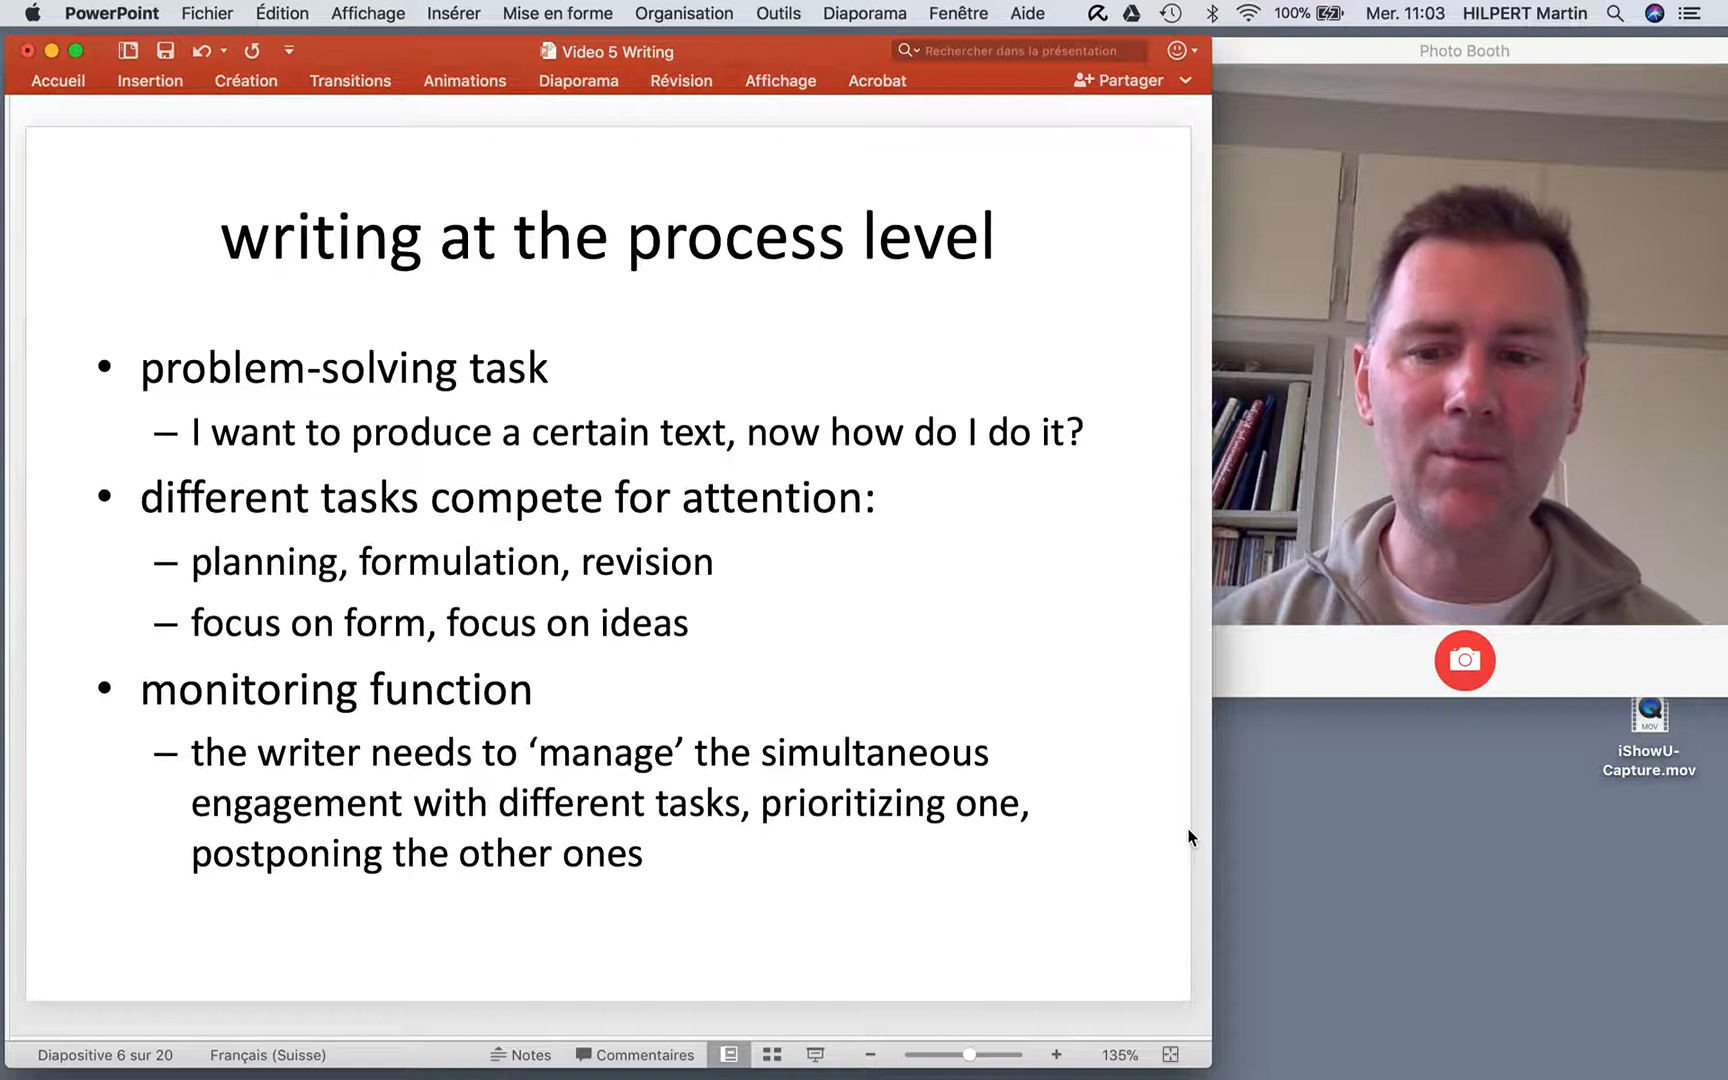 PowerPoint Fichier Édition Affichage Insérer Mise en forme Organisation Outils Diaporama Fenêtre Aide 100% Mer. 11:03 HILPERT Martin
Video 5 Writing
Rechercher dans la présentation
Photo Booth
Accueil Insertion Création Transitions Animations Diaporama Révision Affichage Acrobat Partager
writing at the process level
• problem-solving task
– I want to produce a certain text, now how do I do it?
• different tasks compete for attention:
– planning, formulation, revision
– focus on form, focus on ideas
• monitoring function
– the writer needs to ‘manage’ the simultaneous
engagement with different tasks, prioritizing one,
postponing the other ones
MOV
iShowU-
Capture.mov
Diapositive 6 sur 20 Français (Suisse) Notes Commentaires 135%